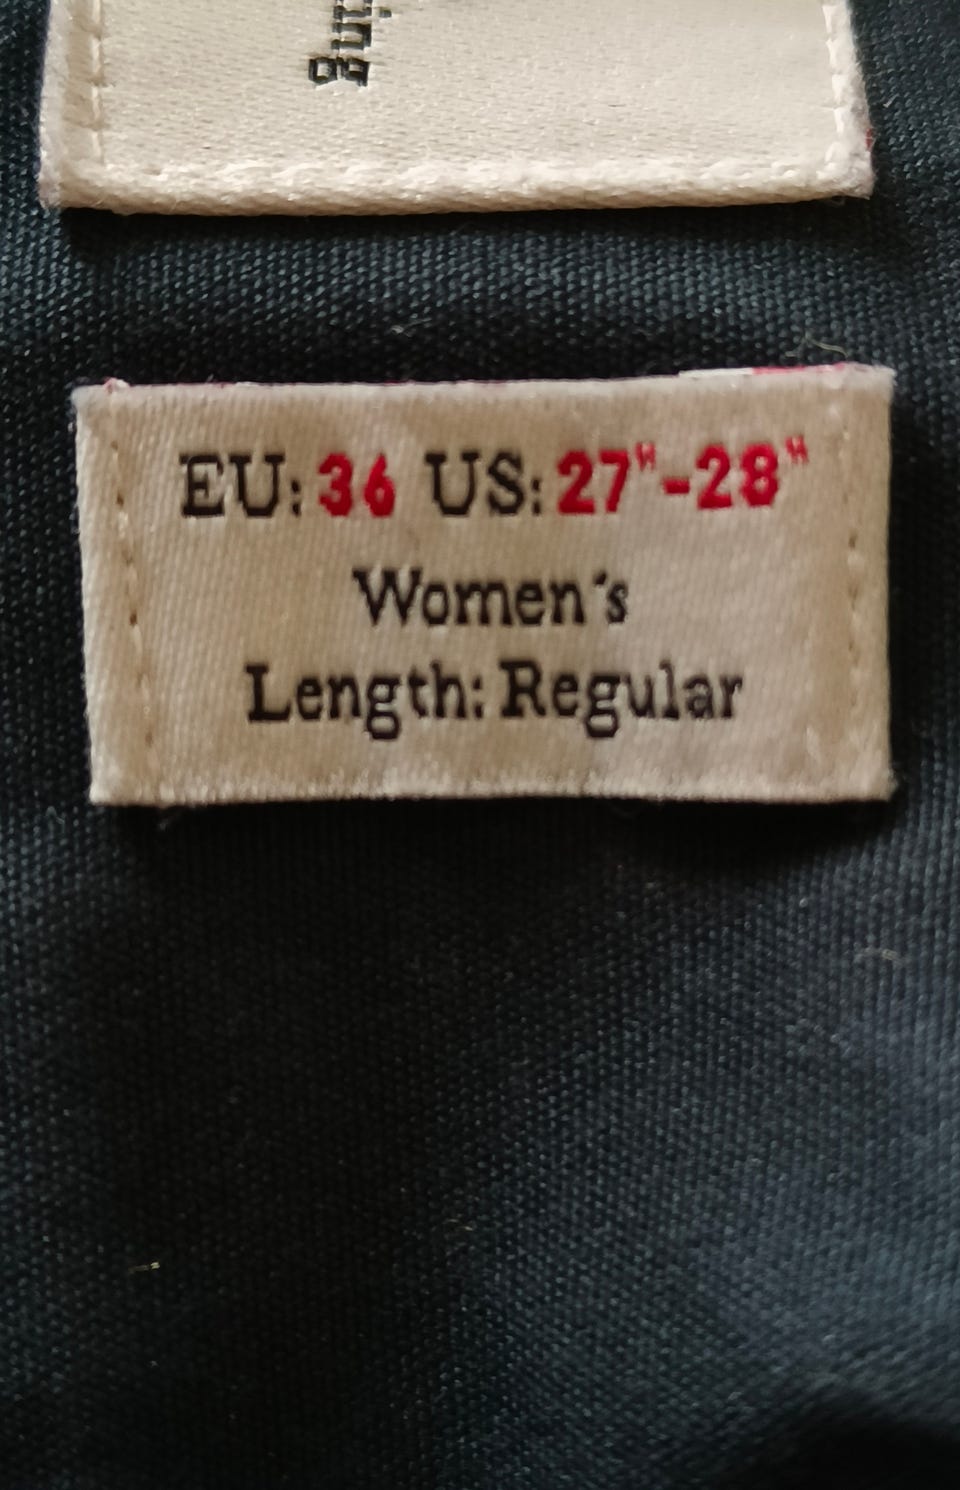 EU: 36 US: 27"-28"
Women´s
Length: Regular